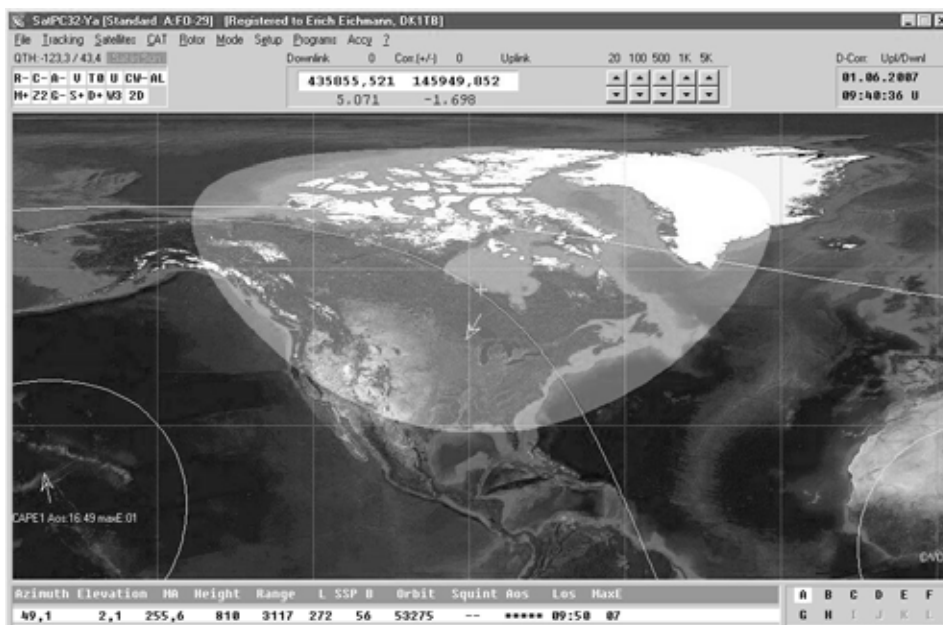 SatPC32-Ya [Standard A:FO-29] [Registered to Erich Eichmann, DK1TB]
File Tracking Satellites CAT Rotor Mode Setup Programs Accy ?
QTH:-123,3 / 43,4 Downlink 0 Corr.(+/-) 0 Uplink 20 100 500 1K 5K D-Corr. Upl/Dwnl
R- C- A- V T0 U CW- AL 435855,521 145949,852 01.06.2007
M+ Z2 G- S+ D+ W3 2D 5.071 -1.698 09:40:36 U
CAPE1 Aos:16:49 maxE:01
Azimuth Elevation MA Height Range L SSP B Orbit Squint Aos Los MaxE A B C D E F
49,1 2,1 255,6 810 3117 272 56 53275 -- ***** 09:50 07 G H I J K L